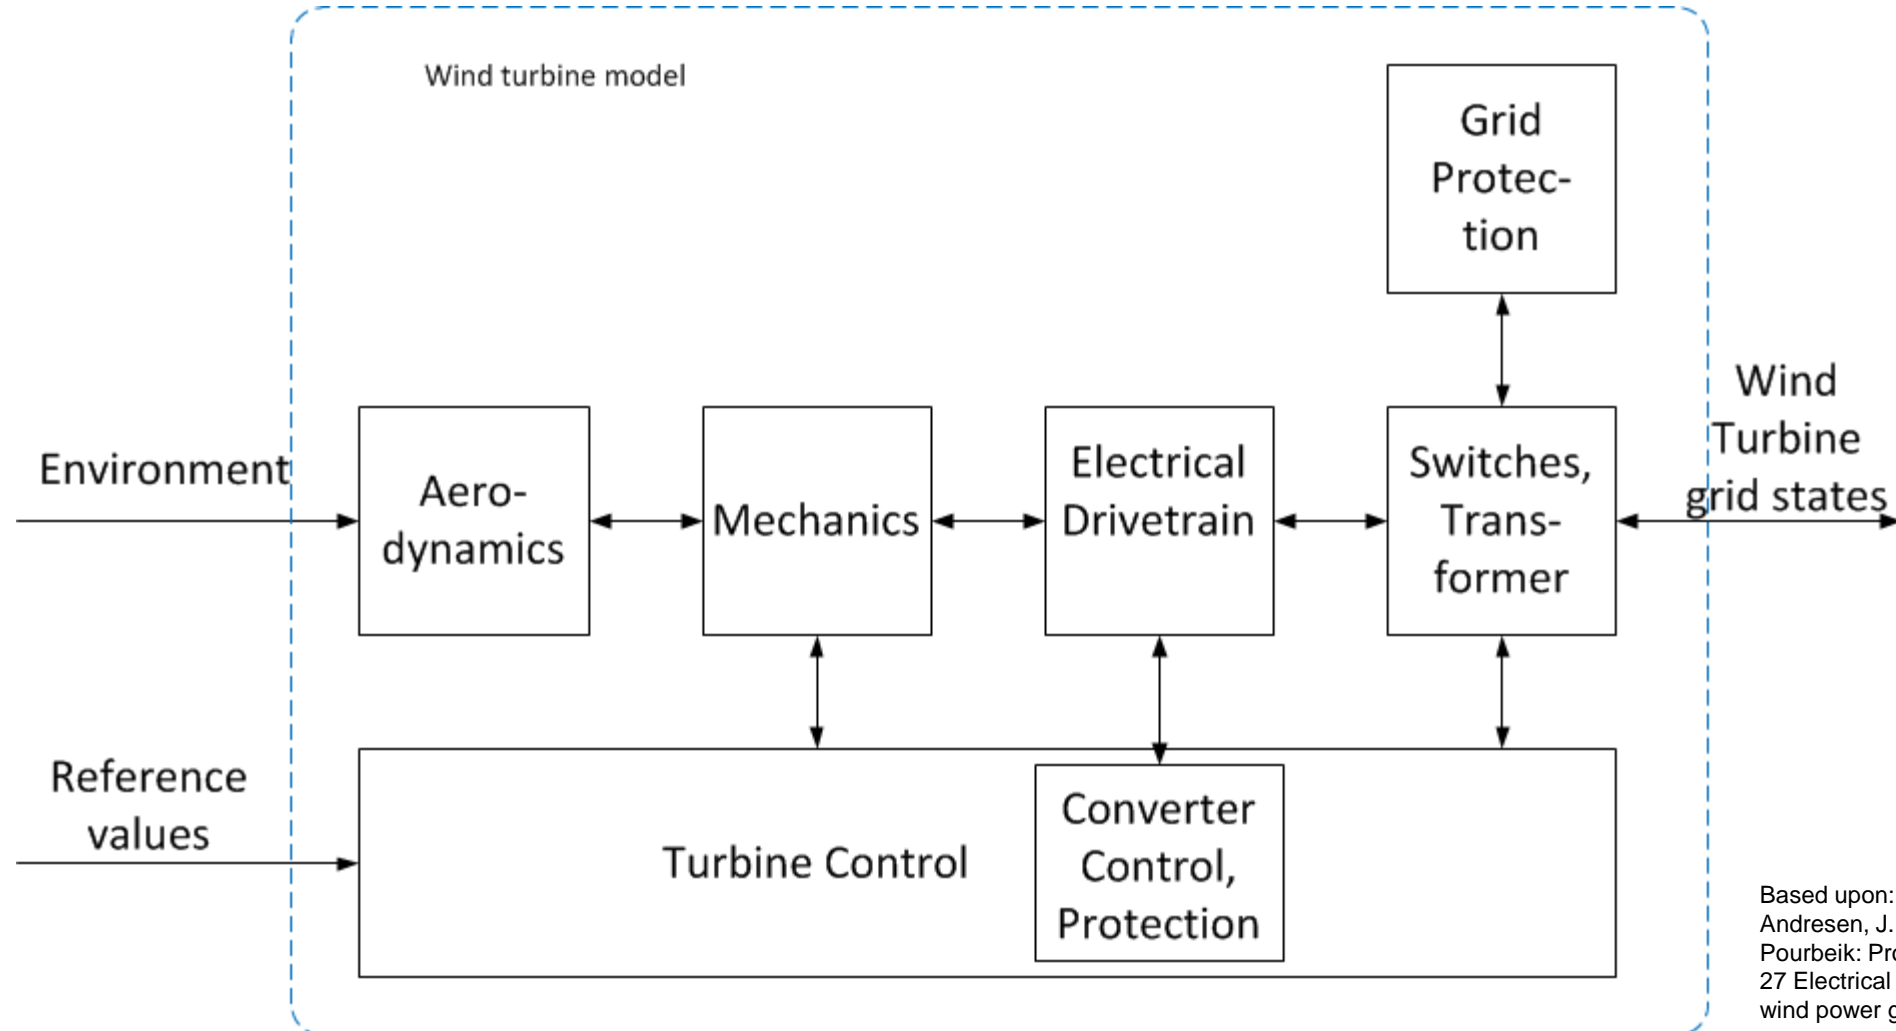 Wind turbine model
Grid
Protec-
tion
Wind
Turbine
grid states
Environment
Aero-
dynamics
Mechanics
Electrical
Drivetrain
Switches,
Trans-
former
Reference
values
Turbine Control
Converter
Control,
Protection
Based upon:
Andresen, J.
Pourbeik:
27 Electrical
wind power